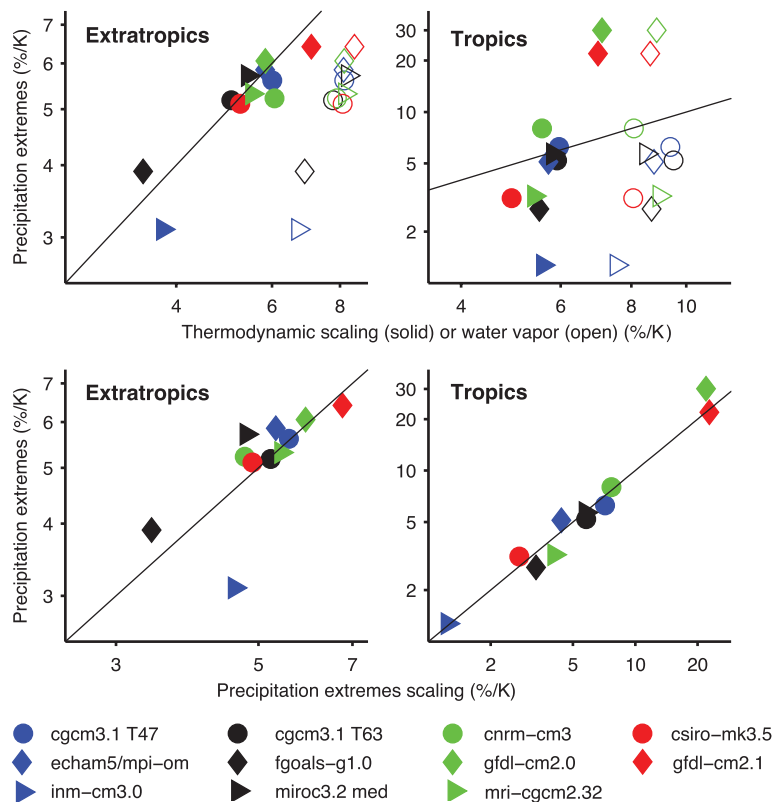 Extratropics
Tropics
Precipitation extremes (%/K)
7
6
5
4
3
30
20
10
5
2
4
6
8
4
6
8
10
Thermodynamic scaling (solid) or water vapor (open) (%/K)
Extratropics
Tropics
Precipitation extremes (%/K)
7
6
5
4
3
30
20
10
5
2
3
5
7
2
5
10
20
Precipitation extremes scaling (%/K)
cgcm3.1 T47
cgcm3.1 T63
cnrm−cm3
csiro−mk3.5
echam5/mpi−om
fgoals−g1.0
gfdl−cm2.0
gfdl−cm2.1
inm−cm3.0
miroc3.2 med
mri−cgcm2.32